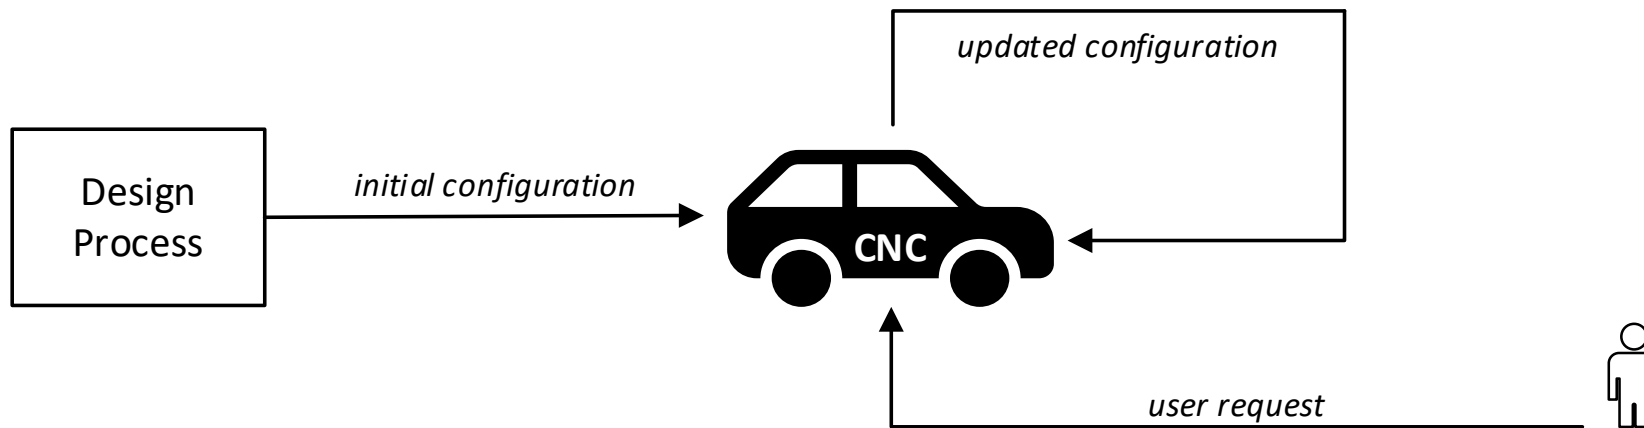 updated configuration
Design
Process
initial configuration
CNC
user request